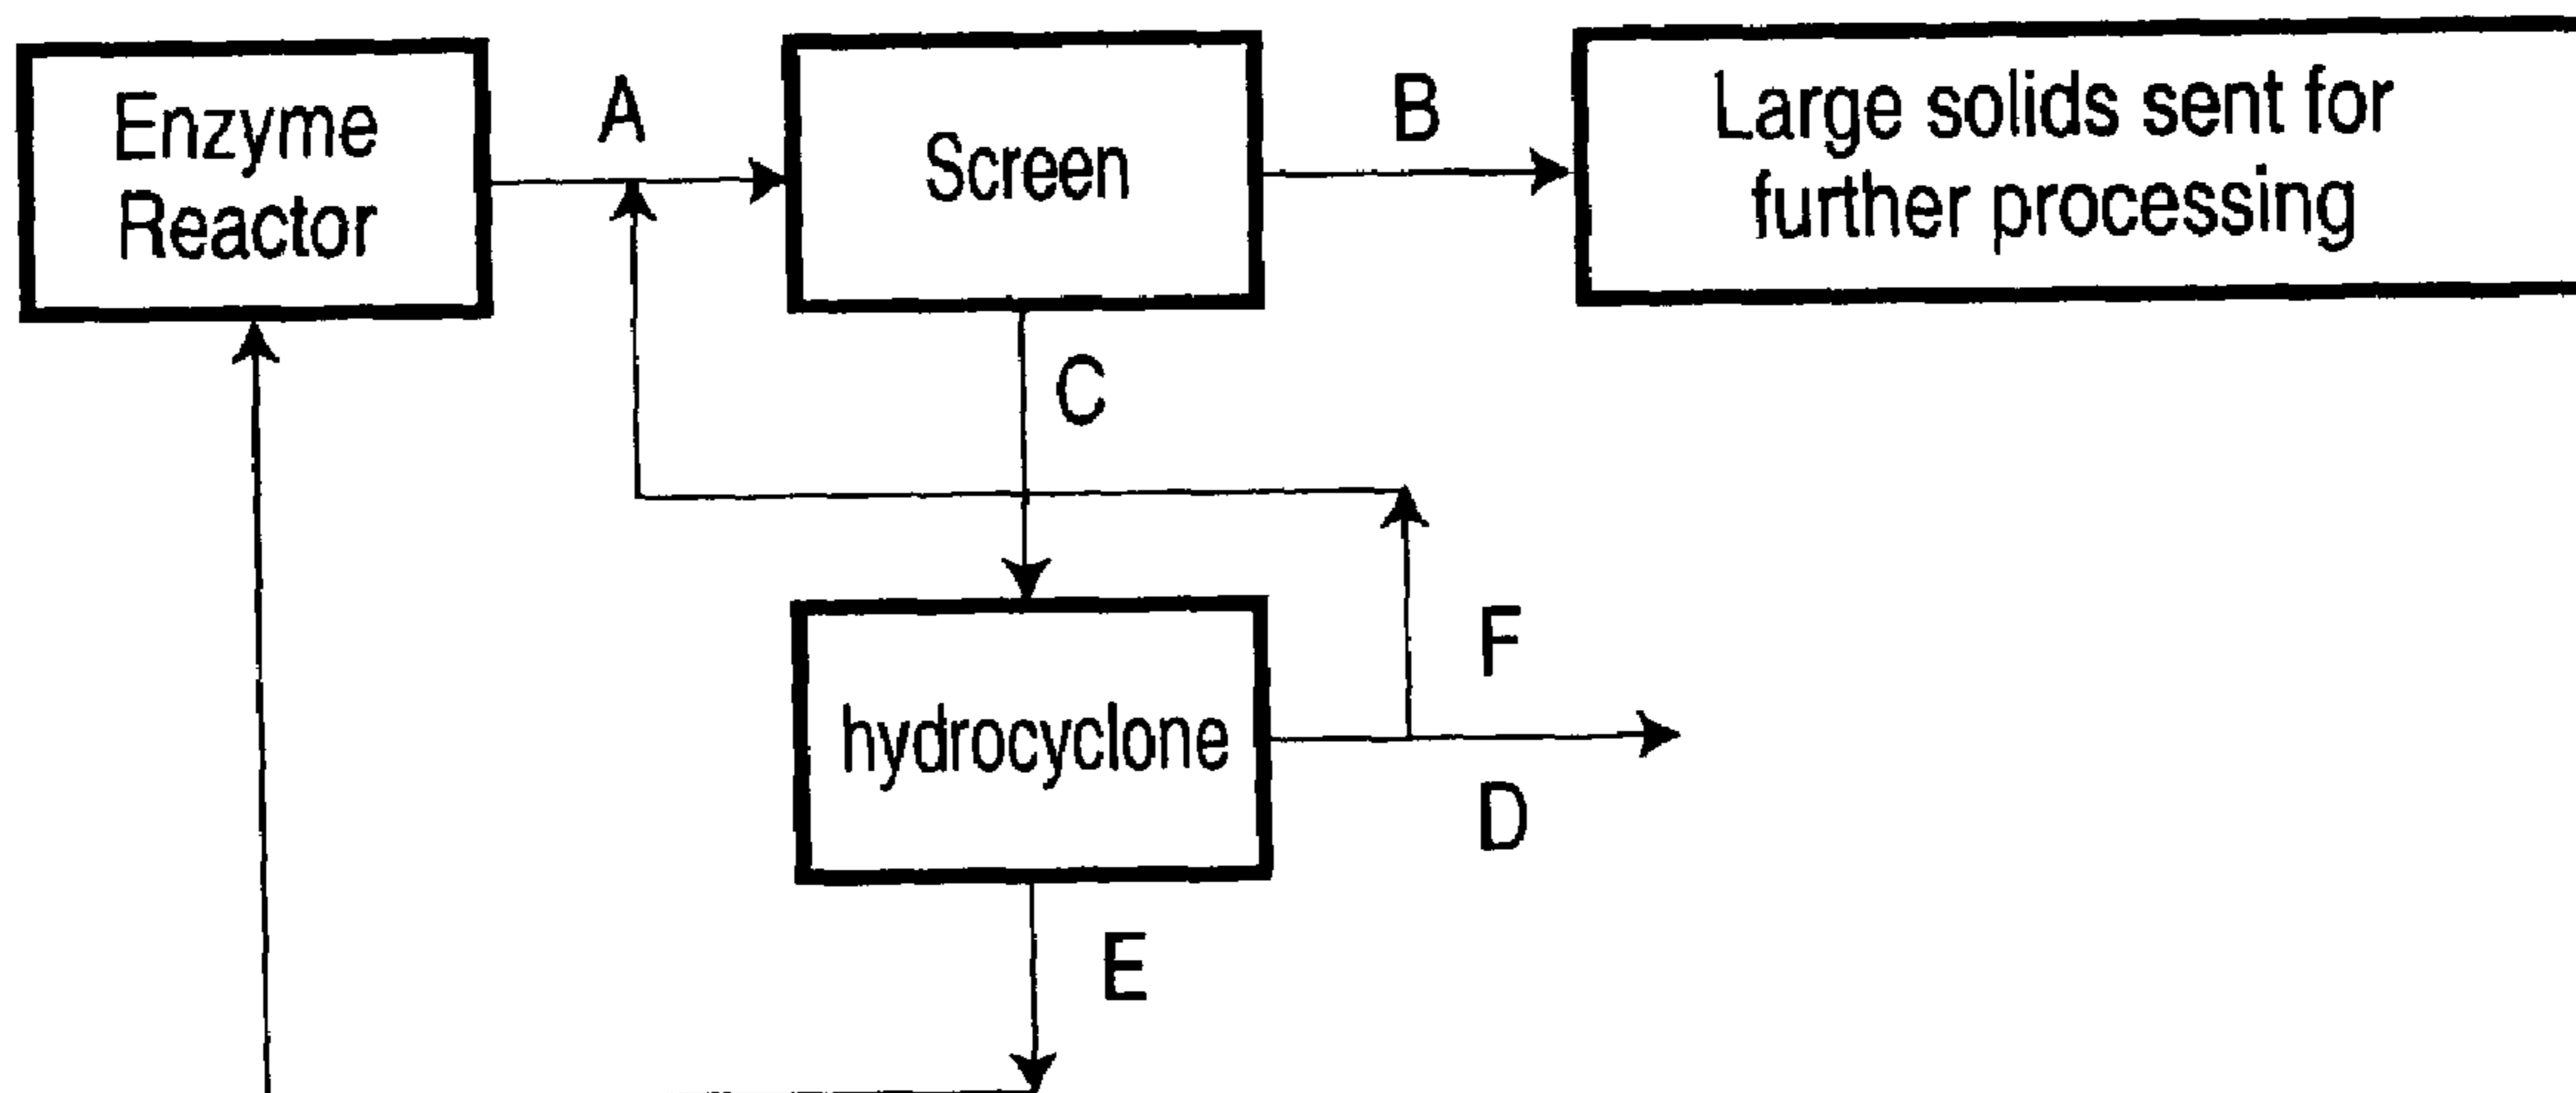 Enzyme
Reactor
A
Screen
B
Large solids sent for
further processing
C
hydrocyclone
F
D
E